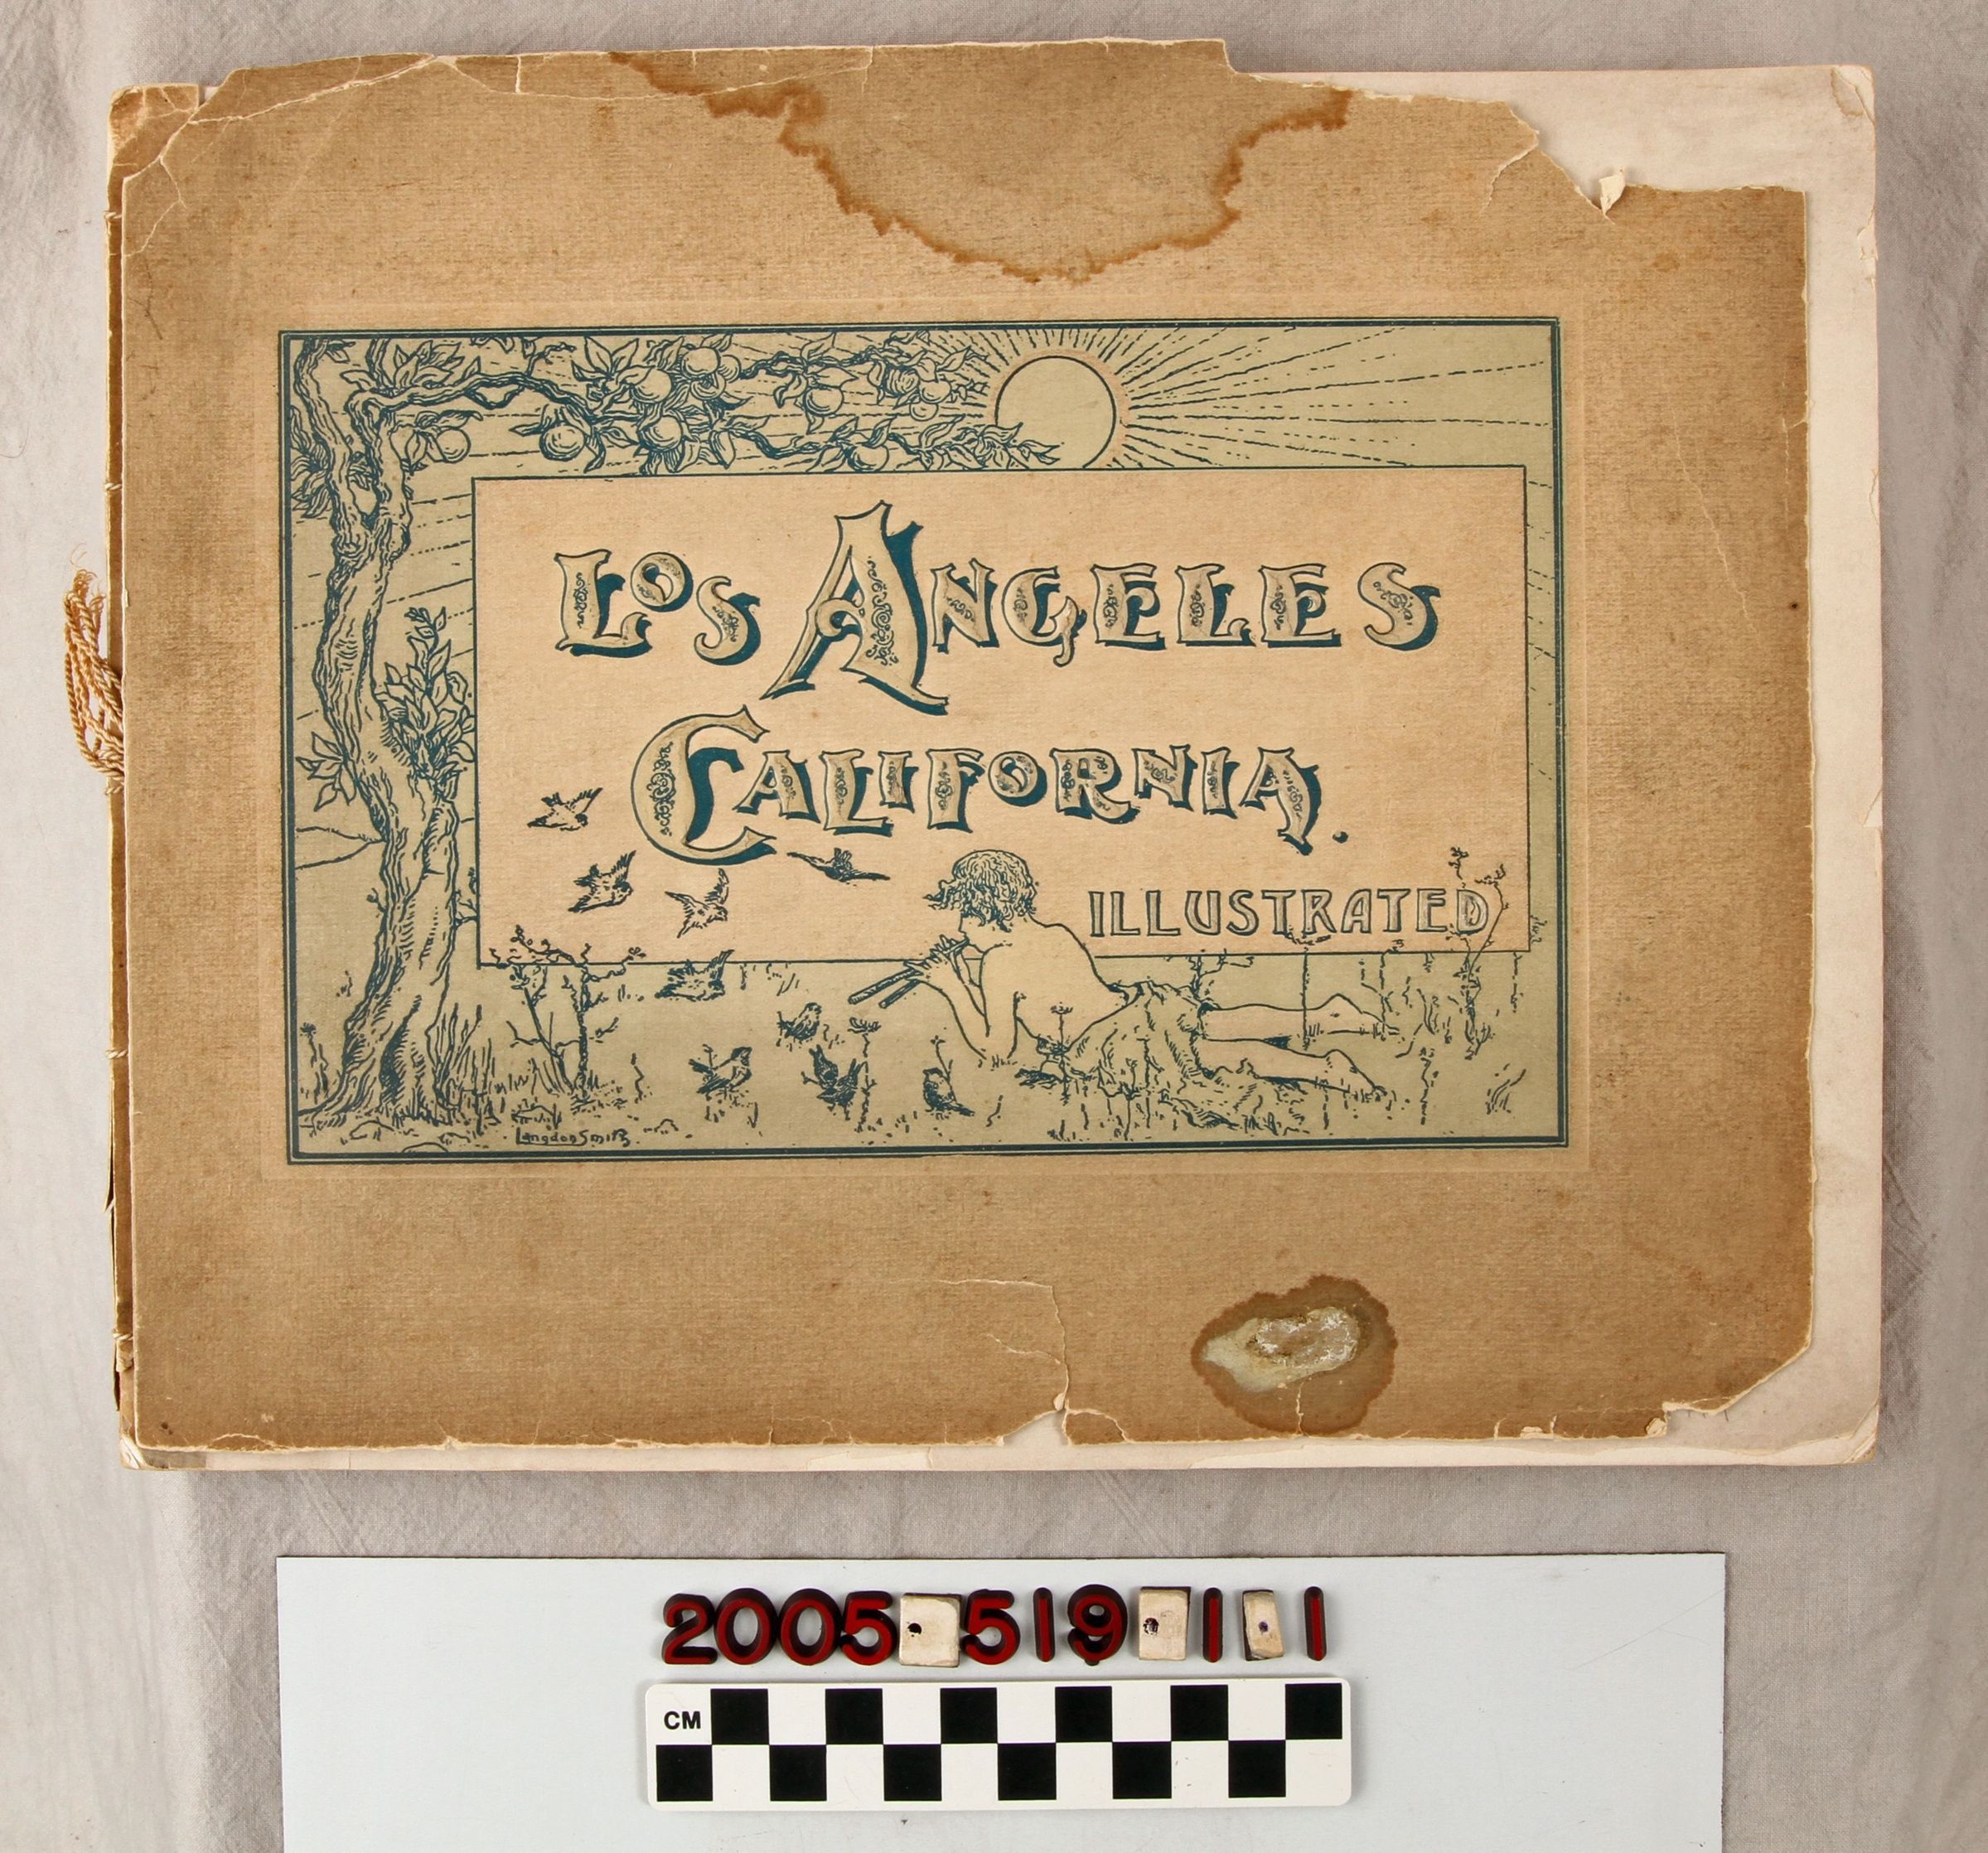 LOS ANGELES
CALIFORNIA.
ILLUSTRATED
Langdon Smith
2005.519.1.1
CM